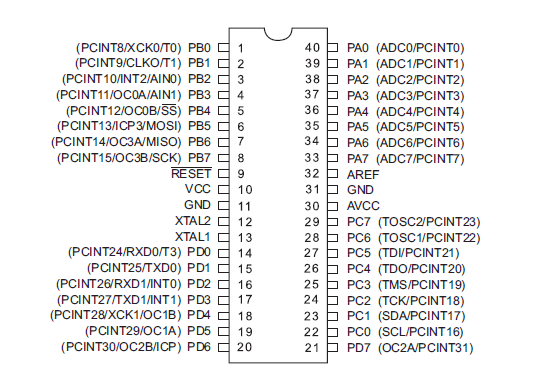 (PCINT8/XCK0/T0) PB0 1 40 PA0 (ADC0/PCINT0)
(PCINT9/CLKO/T1) PB1 2 39 PA1 (ADC1/PCINT1)
(PCINT10/INT2/AIN0) PB2 3 38 PA2 (ADC2/PCINT2)
(PCINT11/OC0A/AIN1) PB3 4 37 PA3 (ADC3/PCINT3)
(PCINT12/OC0B/SS) PB4 5 36 PA4 (ADC4/PCINT4)
(PCINT13/ICP3/MOSI) PB5 6 35 PA5 (ADC5/PCINT5)
(PCINT14/OC3A/MISO) PB6 7 34 PA6 (ADC6/PCINT6)
(PCINT15/OC3B/SCK) PB7 8 33 PA7 (ADC7/PCINT7)
RESET 9 32 AREF
VCC 10 31 GND
GND 11 30 AVCC
XTAL2 12 29 PC7 (TOSC2/PCINT23)
XTAL1 13 28 PC6 (TOSC1/PCINT22)
(PCINT24/RXD0/T3) PD0 14 27 PC5 (TDI/PCINT21)
(PCINT25/TXD0) PD1 15 26 PC4 (TDO/PCINT20)
(PCINT26/RXD1/INT0) PD2 16 25 PC3 (TMS/PCINT19)
(PCINT27/TXD1/INT1) PD3 17 24 PC2 (TCK/PCINT18)
(PCINT28/XCK1/OC1B) PD4 18 23 PC1 (SDA/PCINT17)
(PCINT29/OC1A) PD5 19 22 PC0 (SCL/PCINT16)
(PCINT30/OC2B/ICP) PD6 20 21 PD7 (OC2A/PCINT31)